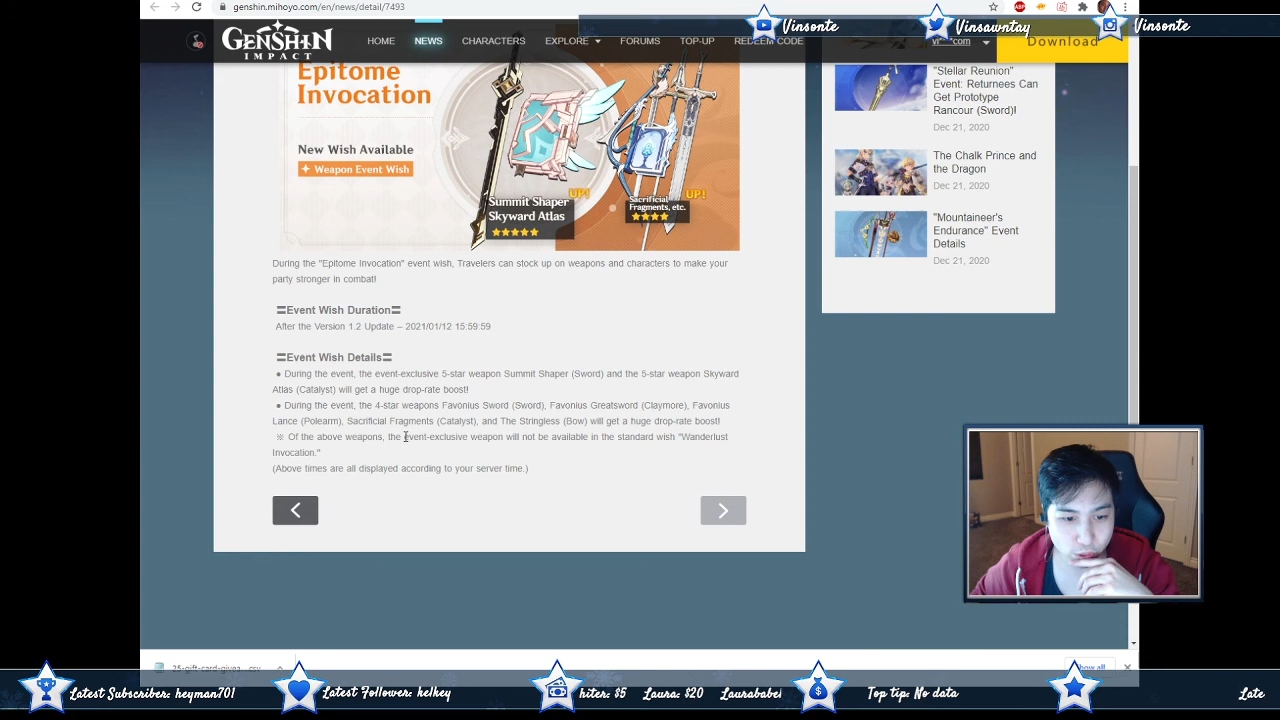 genshin.mihoyo.com/en/news/detail/7493
Vinsonte
Vinsawntay
Vinsonte
GENSHIN
IMPACT
HOME
NEWS
CHARACTERS
EXPLORE
FORUMS
TOP-UP
REDEEM CODE
Download
Epitome
Invocation
New Wish Available
Weapon Event Wish
UP!
Summit Shaper
Skyward Atlas
UP!
Sacrificial
Fragments, etc.
During the "Epitome Invocation" event wish, Travelers can stock up on weapons and characters to make your
party stronger in combat!
〓Event Wish Duration〓
After the Version 1.2 Update – 2021/01/12 15:59:59
〓Event Wish Details〓
● During the event, the event-exclusive 5-star weapon Summit Shaper (Sword) and the 5-star weapon Skyward
Atlas (Catalyst) will get a huge drop-rate boost!
● During the event, the 4-star weapons Favonius Sword (Sword), Favonius Greatsword (Claymore), Favonius
Lance (Polearm), Sacrificial Fragments (Catalyst), and The Stringless (Bow) will get a huge drop-rate boost!
※ Of the above weapons, the event-exclusive weapon will not be available in the standard wish "Wanderlust
Invocation."
(Above times are all displayed according to your server time.)
"Stellar Reunion"
Event: Returnees Can
Get Prototype
Rancour (Sword)!
Dec 21, 2020
The Chalk Prince and
the Dragon
Dec 21, 2020
"Mountaineer's
Endurance" Event
Details
Dec 21, 2020
25-gift-card-givea....csv
Show all
Latest Subscriber: heyman701
Latest Follower: kelkey
hiter: $5
Laura: $20
Laurababe
Top tip: No data
Late